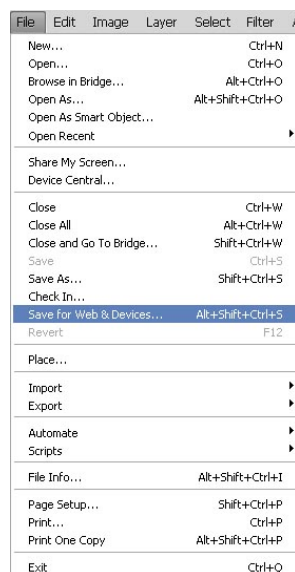 File Edit Image Layer Select Filter
New... Ctrl+N
Open... Ctrl+O
Browse in Bridge... Alt+Ctrl+O
Open As... Alt+Shift+Ctrl+O
Open As Smart Object...
Open Recent
Share My Screen...
Device Central...
Close Ctrl+W
Close All Alt+Ctrl+W
Close and Go To Bridge... Shift+Ctrl+W
Save Ctrl+S
Save As... Shift+Ctrl+S
Check In...
Save for Web & Devices... Alt+Shift+Ctrl+S
Revert F12
Place...
Import
Export
Automate
Scripts
File Info... Alt+Shift+Ctrl+I
Page Setup... Shift+Ctrl+P
Print... Ctrl+P
Print One Copy Alt+Shift+Ctrl+P
Exit Ctrl+Q